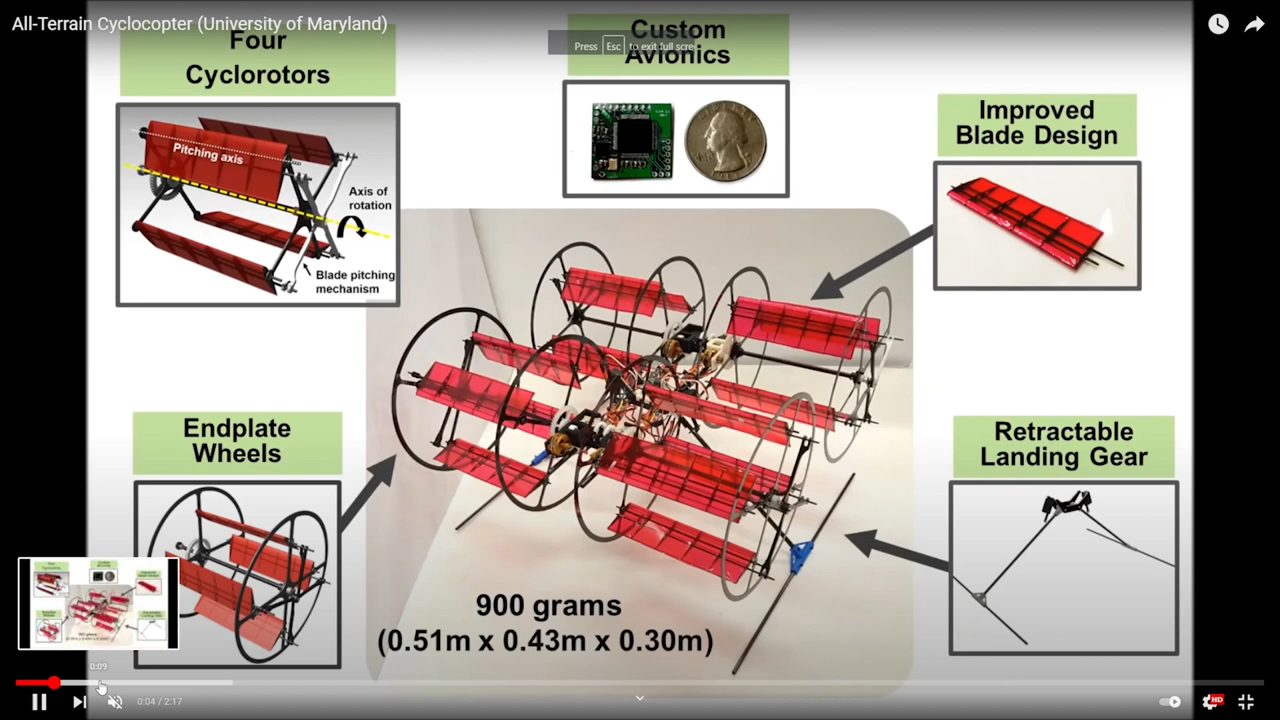 All-Terrain Cyclocopter (University of Maryland)
Four
Cyclorotors
Custom
Avionics
Press Esc to exit full scre
Improved
Blade Design
Pitching axis
Axis of
rotation
Blade pitching
mechanism
Endplate
Wheels
Retractable
Landing Gear
900 grams
(0.51m x 0.43m x 0.30m)
0:09
0:04 / 2:17
HD